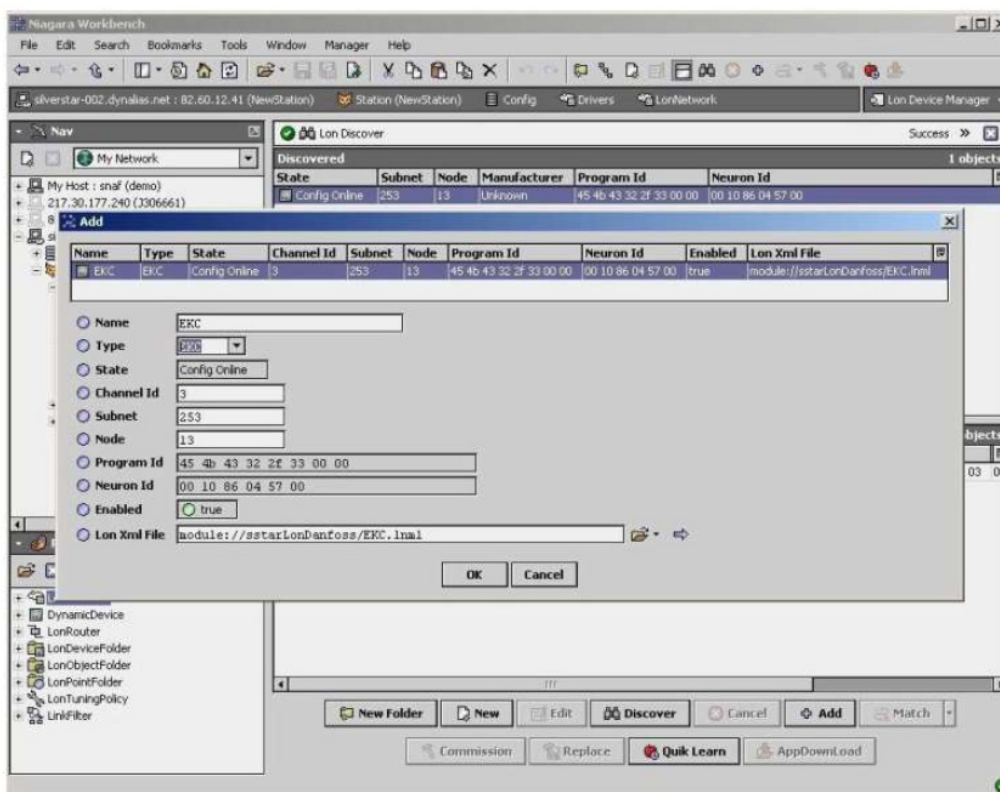 Niagara Workbench
File Edit Search Bookmarks Tools Window Manager Help
silverstar-002.dynalias.net : 82.60.12.41 (NewStation) Station (NewStation) Config Drivers LonNetwork Lon Device Manager
Nav
Lon Discover Success »
My Network
Discovered 1 objects
State Subnet Node Manufacturer Program Id Neuron Id
Config Online 253 13 Unknown 45 4b 43 32 2f 33 00 00 00 10 86 04 57 00
My Host : snaf (demo)
217.30.177.240 (J306661)
8
Add
Name Type State Channel Id Subnet Node Program Id Neuron Id Enabled Lon Xml File
EKC EKC Config Online 3 253 13 45 4b 43 32 2f 33 00 00 00 10 86 04 57 00 true module://sstarLonDanfoss/EKC.lnml
Name EKC
Type EKC
State Config Online
Channel Id 3
Subnet 253
Node 13
bjects
Program Id 45 4b 43 32 2f 33 00 00
03 0
Neuron Id 00 10 86 04 57 00
Enabled true
Lon Xml File module://sstarLonDanfoss/EKC.lnml
OK Cancel
DynamicDevice
LonRouter
LonDeviceFolder
LonObjectFolder
LonPointFolder
LonTuningPolicy
LinkFilter
New Folder New Edit Discover Cancel Add Match
Commission Replace Quik Learn AppDownLoad